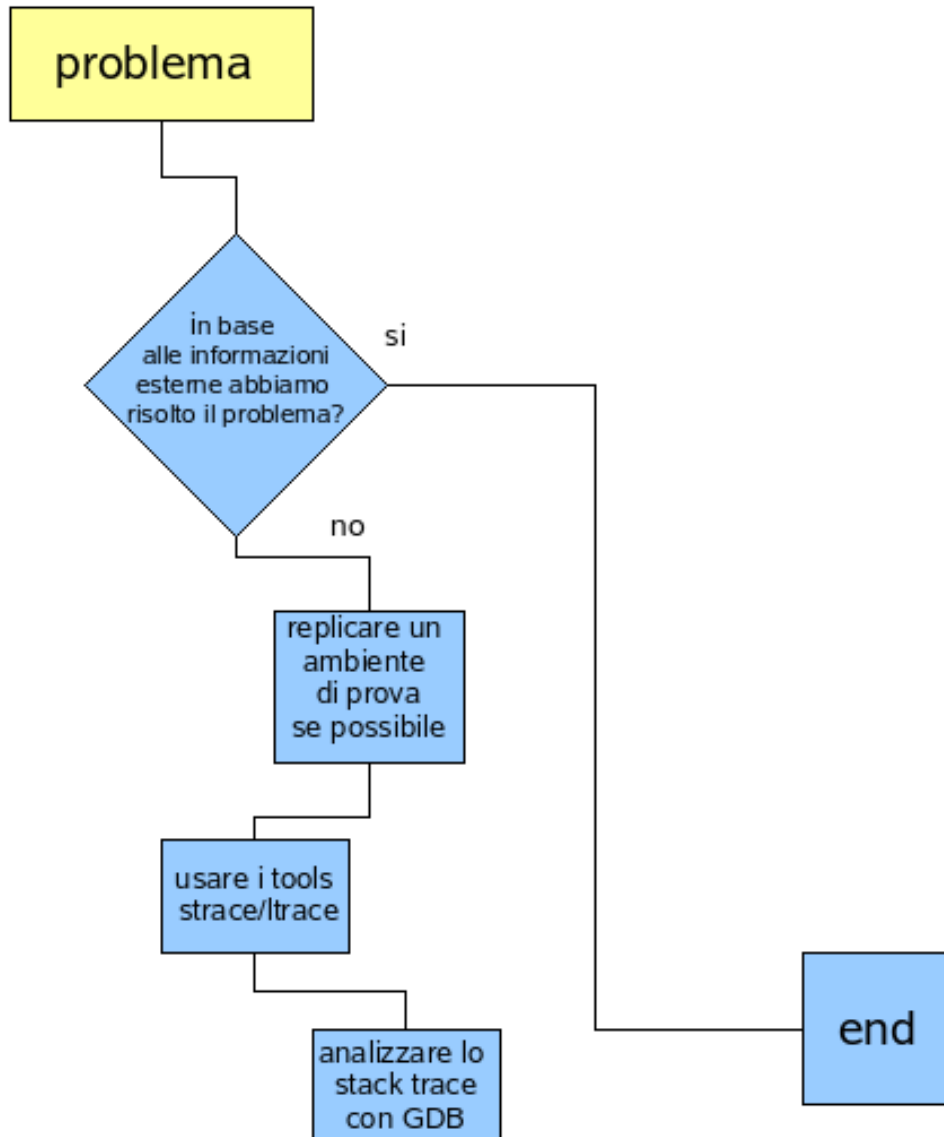 problema
in base
alle informazioni
esterne abbiamo
risolto il problema?
si
no
replicare un
ambiente
di prova
se possibile
usare i tools
strace/ltrace
analizzare lo
stack trace
con GDB
end